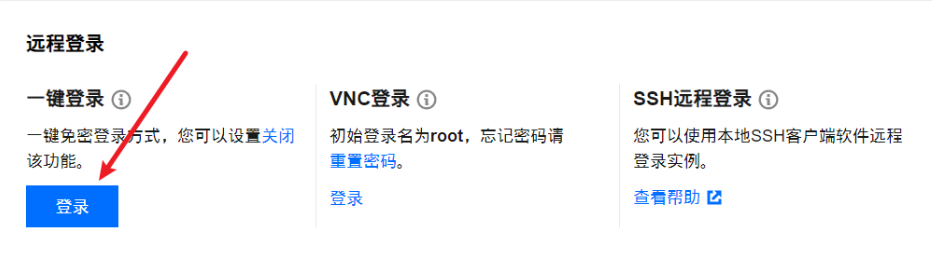 远程登录
一键登录
一键免密登录方式，您可以设置关闭
该功能。
登录
VNC登录
初始登录名为root，忘记密码请
重置密码。
登录
SSH远程登录
您可以使用本地SSH客户端软件远程
登录实例。
查看帮助